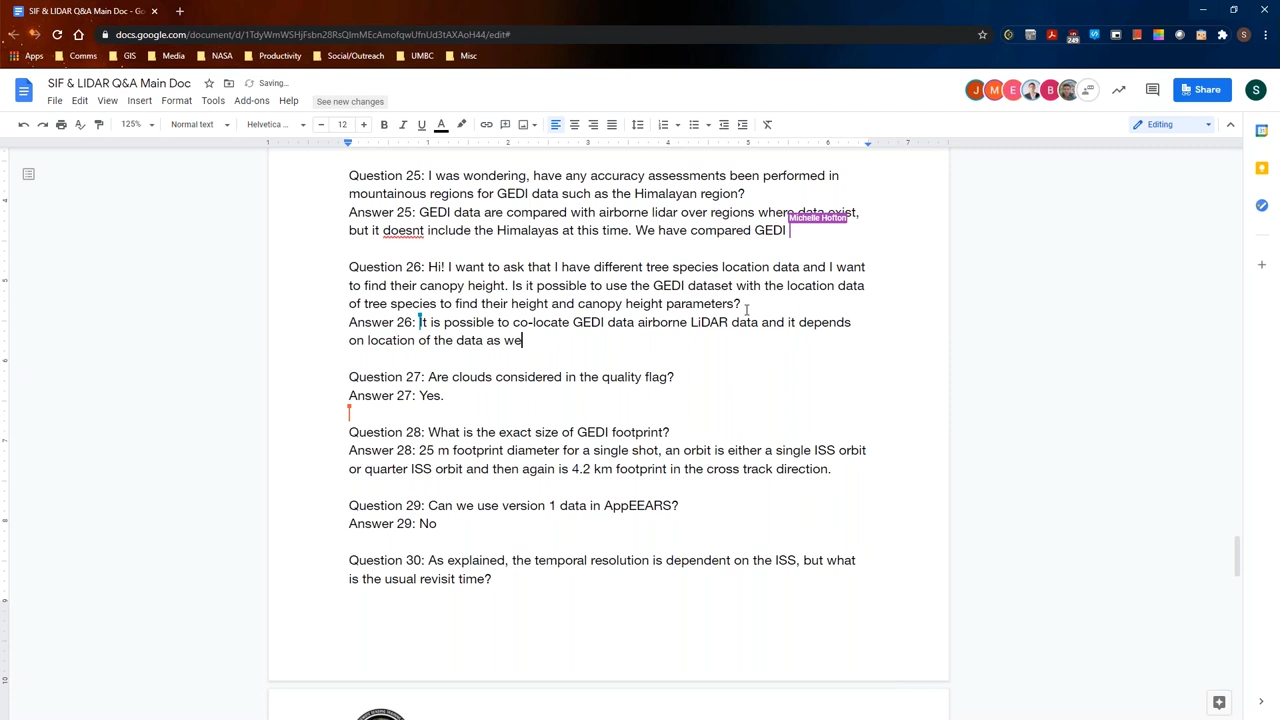 SIF & LIDAR Q&A Main Doc - Go
docs.google.com/document/d/1TdyWmWSHjFsbn28RsQlmMEcAmofqwUfnUd3tAXAoH44/edit#
Apps Comms GIS Media NASA Productivity Social/Outreach UMBC Misc
SIF & LIDAR Q&A Main Doc Saving...
File Edit View Insert Format Tools Add-ons Help See new changes
Share
125% Normal text Helvetica ... 12 Editing
Question 25: I was wondering, have any accuracy assessments been performed in
mountainous regions for GEDI data such as the Himalayan region?
Answer 25: GEDI data are compared with airborne lidar over regions where data exist,
Michelle Hofton
but it doesnt include the Himalayas at this time. We have compared GEDI
Question 26: Hi! I want to ask that I have different tree species location data and I want
to find their canopy height. Is it possible to use the GEDI dataset with the location data
of tree species to find their height and canopy height parameters?
Answer 26: It is possible to co-locate GEDI data airborne LiDAR data and it depends
on location of the data as we
Question 27: Are clouds considered in the quality flag?
Answer 27: Yes.
Question 28: What is the exact size of GEDI footprint?
Answer 28: 25 m footprint diameter for a single shot, an orbit is either a single ISS orbit
or quarter ISS orbit and then again is 4.2 km footprint in the cross track direction.
Question 29: Can we use version 1 data in AppEEARS?
Answer 29: No
Question 30: As explained, the temporal resolution is dependent on the ISS, but what
is the usual revisit time?